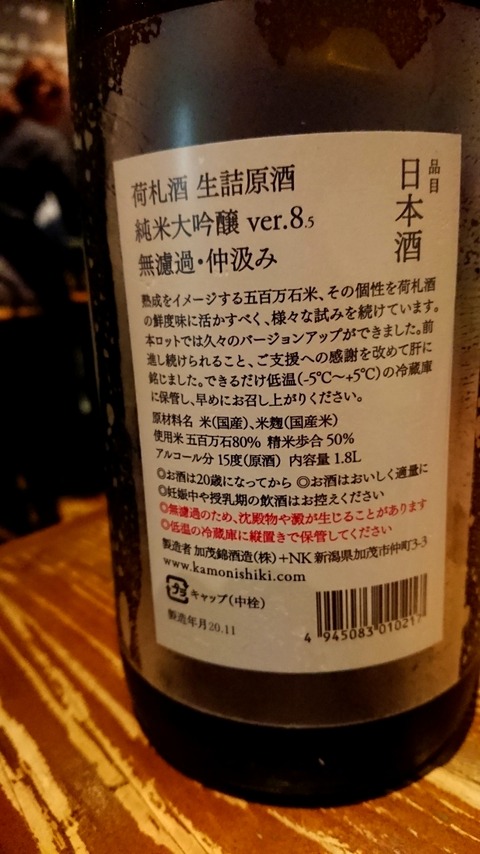 品目
日本酒
荷札酒 生詰原酒
純米大吟醸 ver.8.5
無濾過・仲汲み
熟成をイメージする五百万石米、その個性を荷札酒
の鮮度味に活かすべく、様々な試みを続けています。
本ロットでは久々のバージョンアップができました。前
進し続けられること、ご支援への感謝を改めて肝に
銘じました。できるだけ低温(-5℃～+5℃)の冷蔵庫
に保管し、早めにお召し上がりください。
原材料名 米(国産)、米麹(国産米)
使用米 五百万石80% 精米歩合 50%
アルコール分 15度(原酒) 内容量 1.8L
◎お酒は20歳になってから ◎お酒はおいしく適量に
◎妊娠中や授乳期の飲酒はお控えください
◎無濾過のため、沈殿物や澱が生じることがあります
◎低温の冷蔵庫に縦置きで保管してください
製造者 加茂錦酒造(株)+NK 新潟県加茂市仲町3-3
www.kamonishiki.com
プラ キャップ(中栓)
製造年月20.11
4 945083 010217